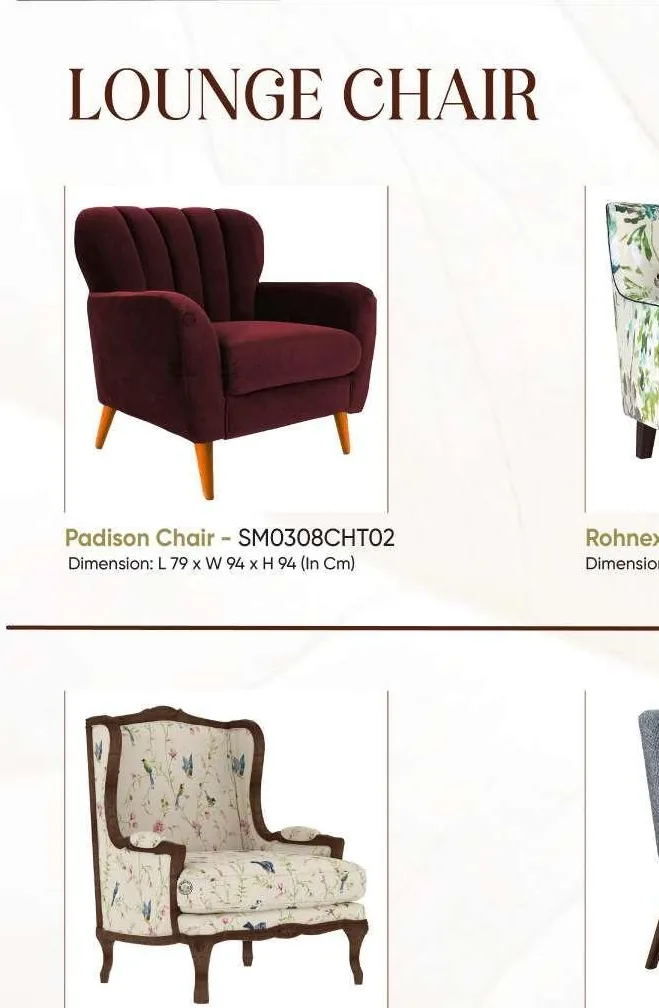 LOUNGE CHAIR
Padison Chair - SM0308CHT02
Dimension: L 79 x W 94 x H 94 (In Cm)
Rohnex
Dimension